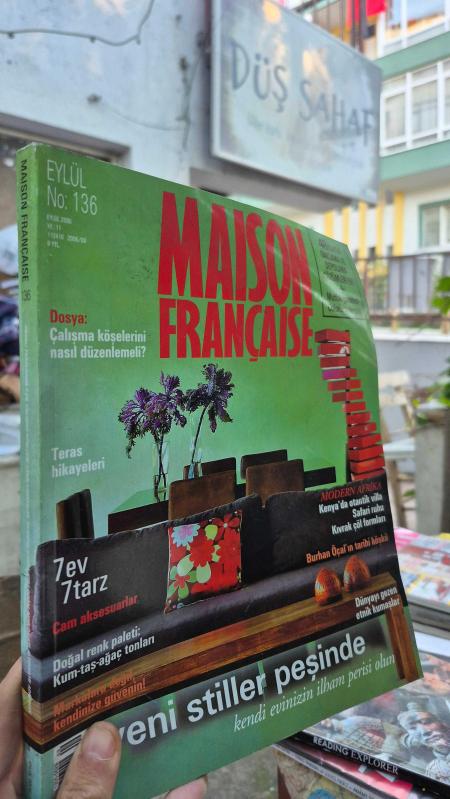 DÜŞ SAHAF
MAISON FRANÇAISE 136
EYLÜL
No: 136
MAISON
FRANÇAISE
Dosya:
Çalışma köşelerini
nasıl düzenlemeli?
Teras
hikayeleri
7ev
7tarz
Cam aksesuarlar
Doğal renk paleti:
Kum-taş-ağaç tonları
kendinize güvenin!
MODERN AFRİKA
Kenya'da otantik villa
Safari ruhu
Kıvrak çöl formları
Burhan Öçal'ın tarihi köşkü
Dünyayı gezen
etnik kumaşlar
yeni stiller peşinde
kendi evinizin ilham perisi olun
READING EXPLORER